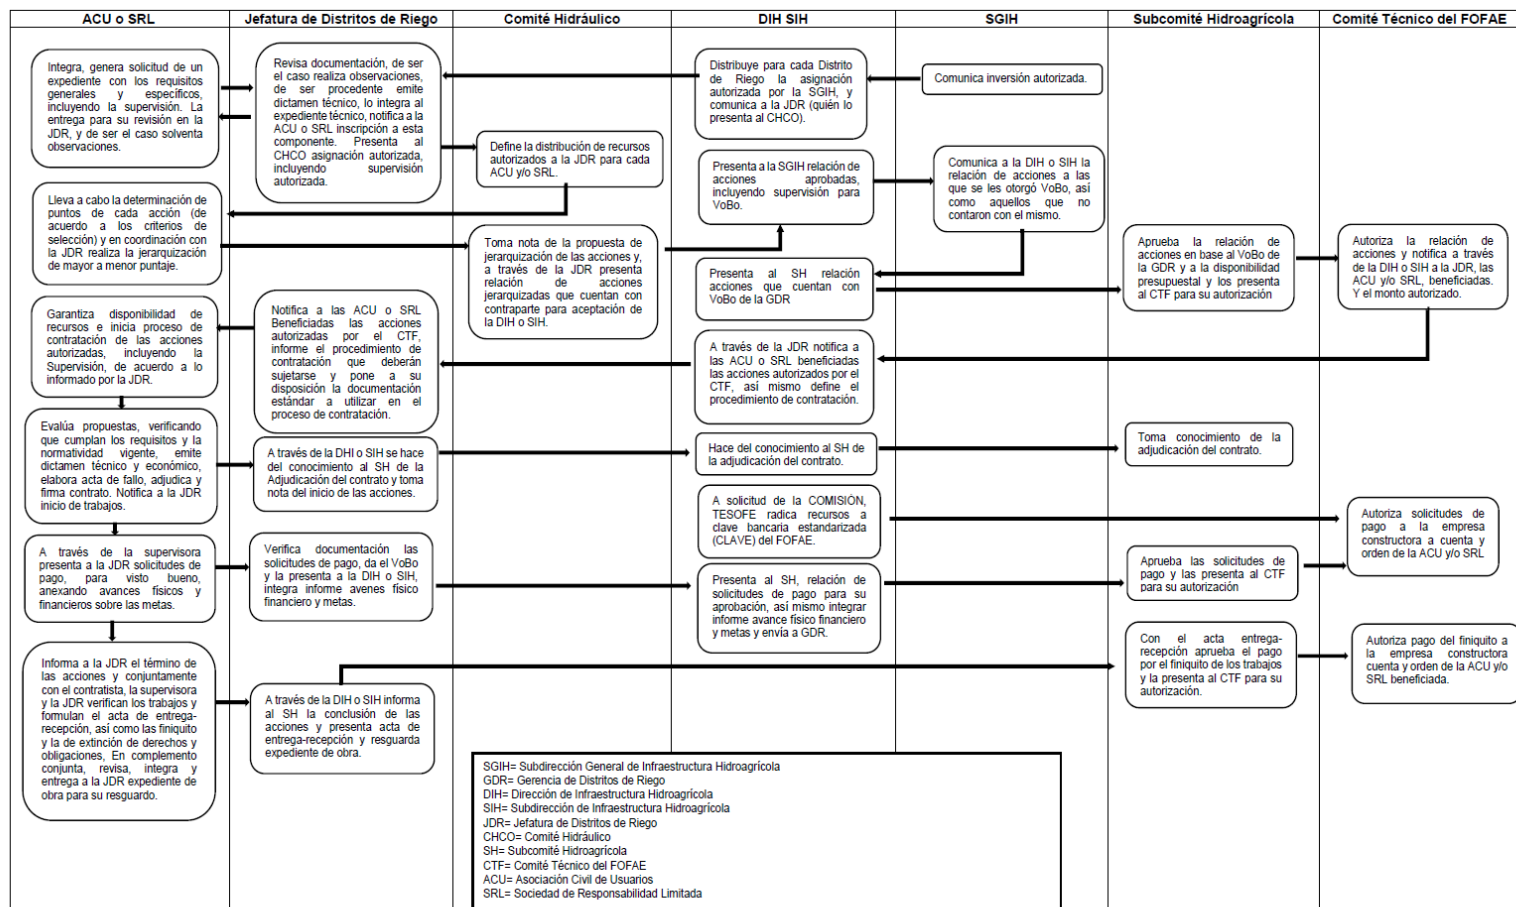 ACU o SRL
Jefatura de Distritos de Riego
Comité Hidráulico
DIH SIH
SGIH
Subcomité Hidroagrícola
Comité Técnico del FOFAE
Integra, genera solicitud de un
expediente con los requisitos
generales y específicos,
incluyendo la supervisión. La
entrega para su revisión en la
JDR, y de ser el caso solventa
observaciones.
Revisa documentación, de ser
el caso realiza observaciones,
de ser procedente emite
dictamen técnico, lo integra al
expediente técnico, notifica a la
ACU o SRL inscripción a esta
componente. Presenta al
CHCO asignación autorizada,
incluyendo supervisión
autorizada.
Distribuye para cada Distrito
de Riego la asignación
autorizada por la SGIH, y
comunica a la JDR (quién lo
presenta al CHCO).
Comunica inversión autorizada.
Define la distribución de recursos
autorizados a la JDR para cada
ACU y/o SRL.
Presenta a la SGIH relación de
acciones aprobadas,
incluyendo supervisión para
VoBo.
Comunica a la DIH o SIH la
relación de acciones a las
que se les otorgó VoBo, así
como aquellos que no
contaron con el mismo.
Lleva a cabo la determinación de
puntos de cada acción (de
acuerdo a los criterios de
selección) y en coordinación con
la JDR realiza la jerarquización
de mayor a menor puntaje.
Toma nota de la propuesta de
jerarquización de las acciones y,
a través de la JDR presenta
relación de acciones
jerarquizadas que cuentan con
contraparte para aceptación de
la DIH o SIH.
Presenta al SH relación
acciones que cuentan con
VoBo de la GDR
Aprueba la relación de
acciones en base al VoBo de
la GDR y a la disponibilidad
presupuestal y los presenta
al CTF para su autorización
Autoriza la relación de
acciones y notifica a través
de la DIH o SIH a la JDR, las
ACU y/o SRL, beneficiadas.
Y el monto autorizado.
Garantiza disponibilidad de
recursos e inicia proceso de
contratación de las acciones
autorizadas, incluyendo la
Supervisión, de acuerdo a lo
informado por la JDR.
Notifica a las ACU o SRL
Beneficiadas las acciones
autorizadas por el CTF,
informe el procedimiento de
contratación que deberán
sujetarse y pone a su
disposición la documentación
estándar a utilizar en el
proceso de contratación.
A través de la JDR notifica a
las ACU o SRL beneficiadas
las acciones autorizados por el
CTF, así mismo define el
procedimiento de contratación.
Evalúa propuestas, verificando
que cumplan los requisitos y la
normatividad vigente, emite
dictamen técnico y económico,
elabora acta de fallo, adjudica y
firma contrato. Notifica a la JDR
inicio de trabajos.
A través de la DHI o SIH se hace
del conocimiento al SH de la
Adjudicación del contrato y toma
nota del inicio de las acciones.
Hace del conocimiento al SH de
la adjudicación del contrato.
Toma conocimiento de la
adjudicación del contrato.
A solicitud de la COMISIÓN,
TESOFE radica recursos a
clave bancaria estandarizada
(CLAVE) del FOFAE.
Autoriza solicitudes de
pago a la empresa
constructora a cuenta y
orden de la ACU y/o SRL
A través de la supervisora
presenta a la JDR solicitudes de
pago, para visto bueno,
anexando avances físicos y
financieros sobre las metas.
Verifica documentación las
solicitudes de pago, da el VoBo
y la presenta a la DIH o SIH,
integra informe avenes físico
financiero y metas.
Presenta al SH, relación de
solicitudes de pago para su
aprobación, así mismo integrar
informe avance físico financiero
y metas y envía a GDR.
Aprueba las solicitudes de
pago y las presenta al CTF
para su autorización
Informa a la JDR el término de
las acciones y conjuntamente
con el contratista, la supervisora
y la JDR verifican los trabajos y
formulan el acta de entrega-
recepción, así como las finiquito
y la de extinción de derechos y
obligaciones, En complemento
conjunta, revisa, integra y
entrega a la JDR expediente de
obra para su resguardo.
A través de la DIH o SIH informa
al SH la conclusión de las
acciones y presenta acta de
entrega-recepción y resguarda
expediente de obra.
Con el acta entrega-
recepción aprueba el pago
por el finiquito de los trabajos
y la presenta al CTF para su
autorización.
Autoriza pago del finiquito a
la empresa constructora
cuenta y orden de la ACU y/o
SRL beneficiada.
SGIH= Subdirección General de Infraestructura Hidroagrícola
GDR= Gerencia de Distritos de Riego
DIH= Dirección de Infraestructura Hidroagrícola
SIH= Subdirección de Infraestructura Hidroagrícola
JDR= Jefatura de Distritos de Riego
CHCO= Comité Hidráulico
SH= Subcomité Hidroagrícola
CTF= Comité Técnico del FOFAE
ACU= Asociación Civil de Usuarios
SRL= Sociedad de Responsabilidad Limitada